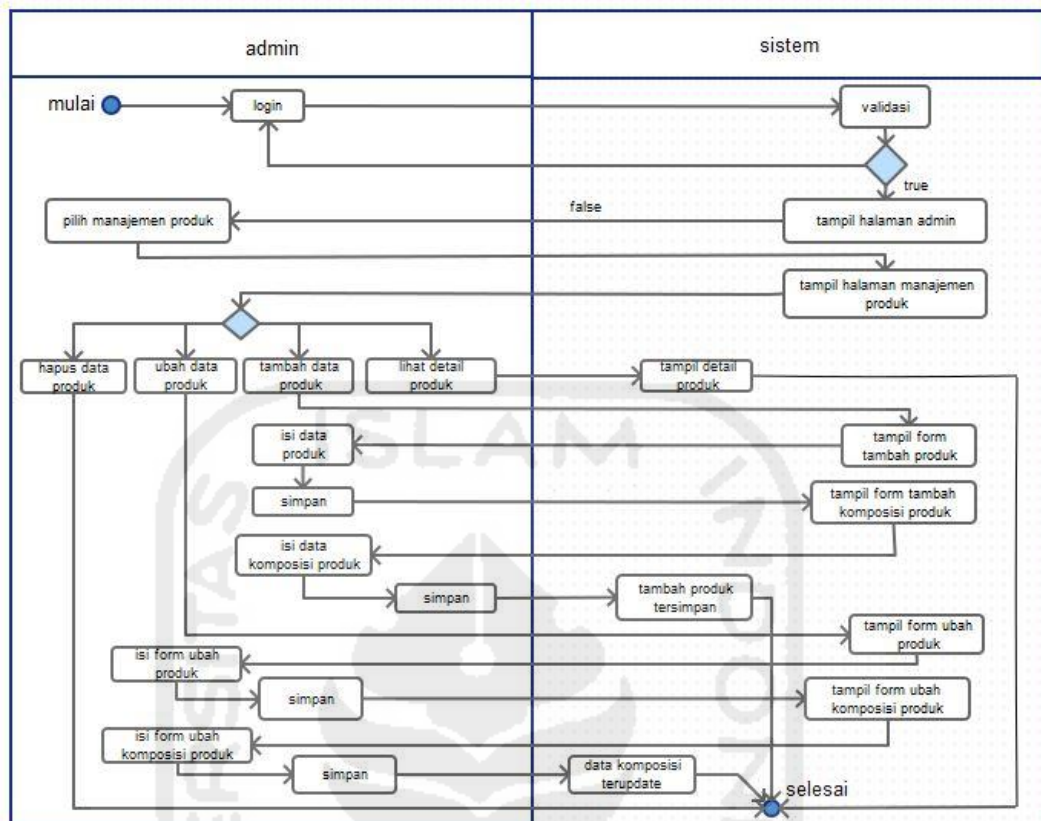 admin
sistem
mulai
login
validasi
true
false
pilih manajemen produk
tampil halaman admin
tampil halaman manajemen
produk
hapus data
produk
ubah data
produk
tambah data
produk
lihat detail
produk
tampil detail
produk
isi data
produk
tampil form
tambah produk
simpan
tampil form tambah
komposisi produk
isi data
komposisi produk
simpan
tambah produk
tersimpan
tampil form ubah
produk
isi form ubah
produk
simpan
tampil form ubah
komposisi produk
isi form ubah
komposisi produk
simpan
data komposisi
terupdate
selesai
ISLAM